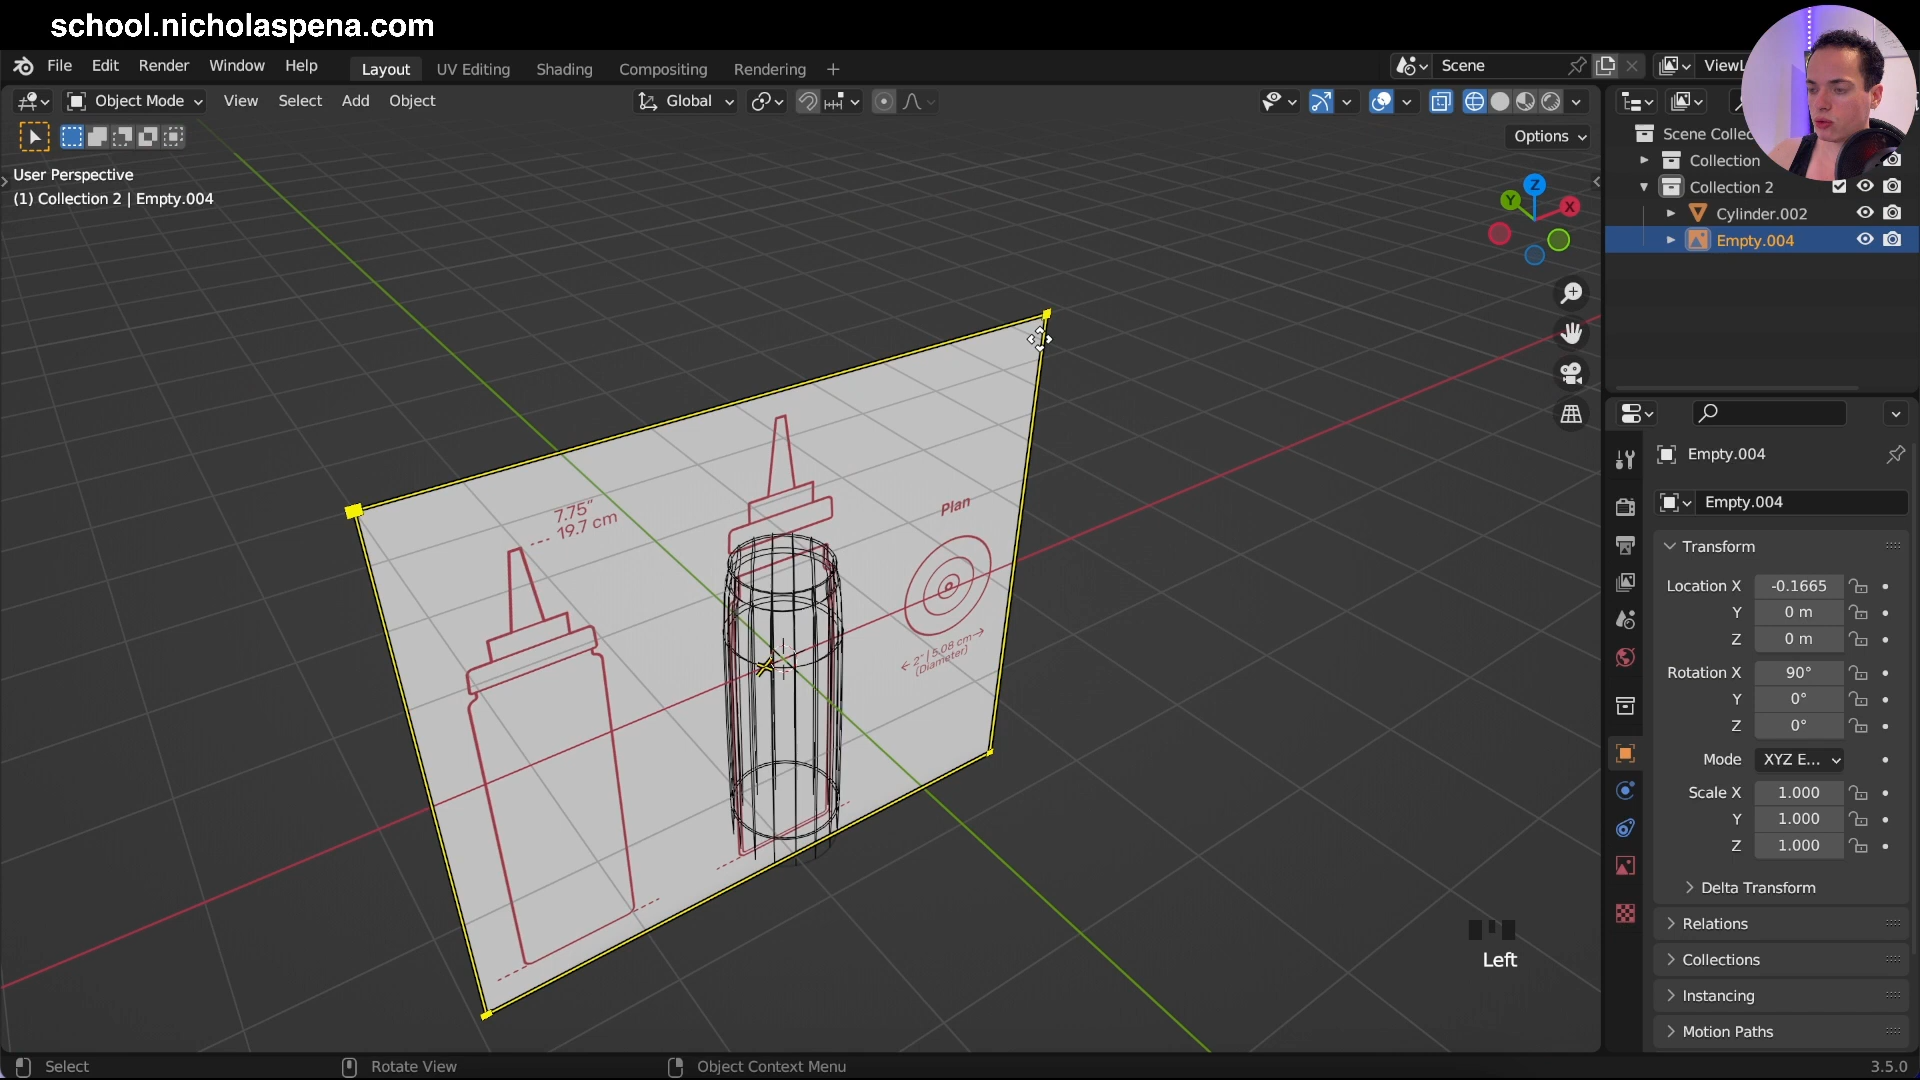 school.nicholaspena.com
File Edit Render Window Help Layout UV Editing Shading Compositing Rendering + Scene
Object Mode View Select Add Object Global
Options
User Perspective
(1) Collection 2 | Empty.004
Z
Y
X
7.75"
19.7 cm
Plan
2" | 5.08 cm
(Diameter)
Left
Scene Collec
Collection
Collection 2
Cylinder.002
Empty.004
Empty.004
Empty.004
Transform
Location X -0.1665
Y 0 m
Z 0 m
Rotation X 90°
Y 0°
Z 0°
Mode XYZ E...
Scale X 1.000
Y 1.000
Z 1.000
Delta Transform
Relations
Collections
Instancing
Motion Paths
Select Rotate View Object Context Menu 3.5.0